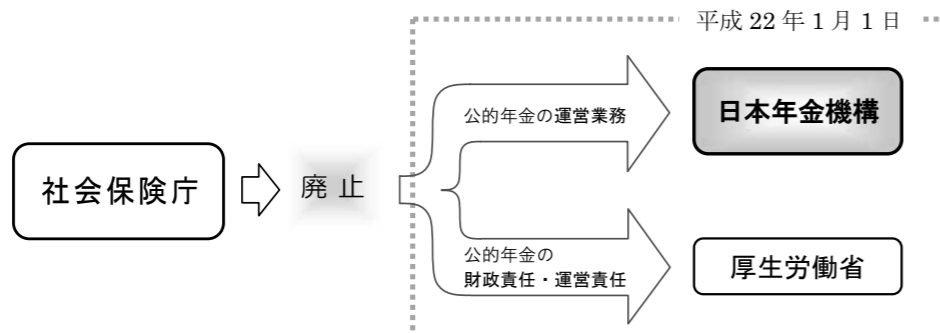 平成 22 年 1 月 1 日
公的年金の運営業務
日本年金機構
社会保険庁
廃 止
公的年金の
財政責任・運営責任
厚生労働省